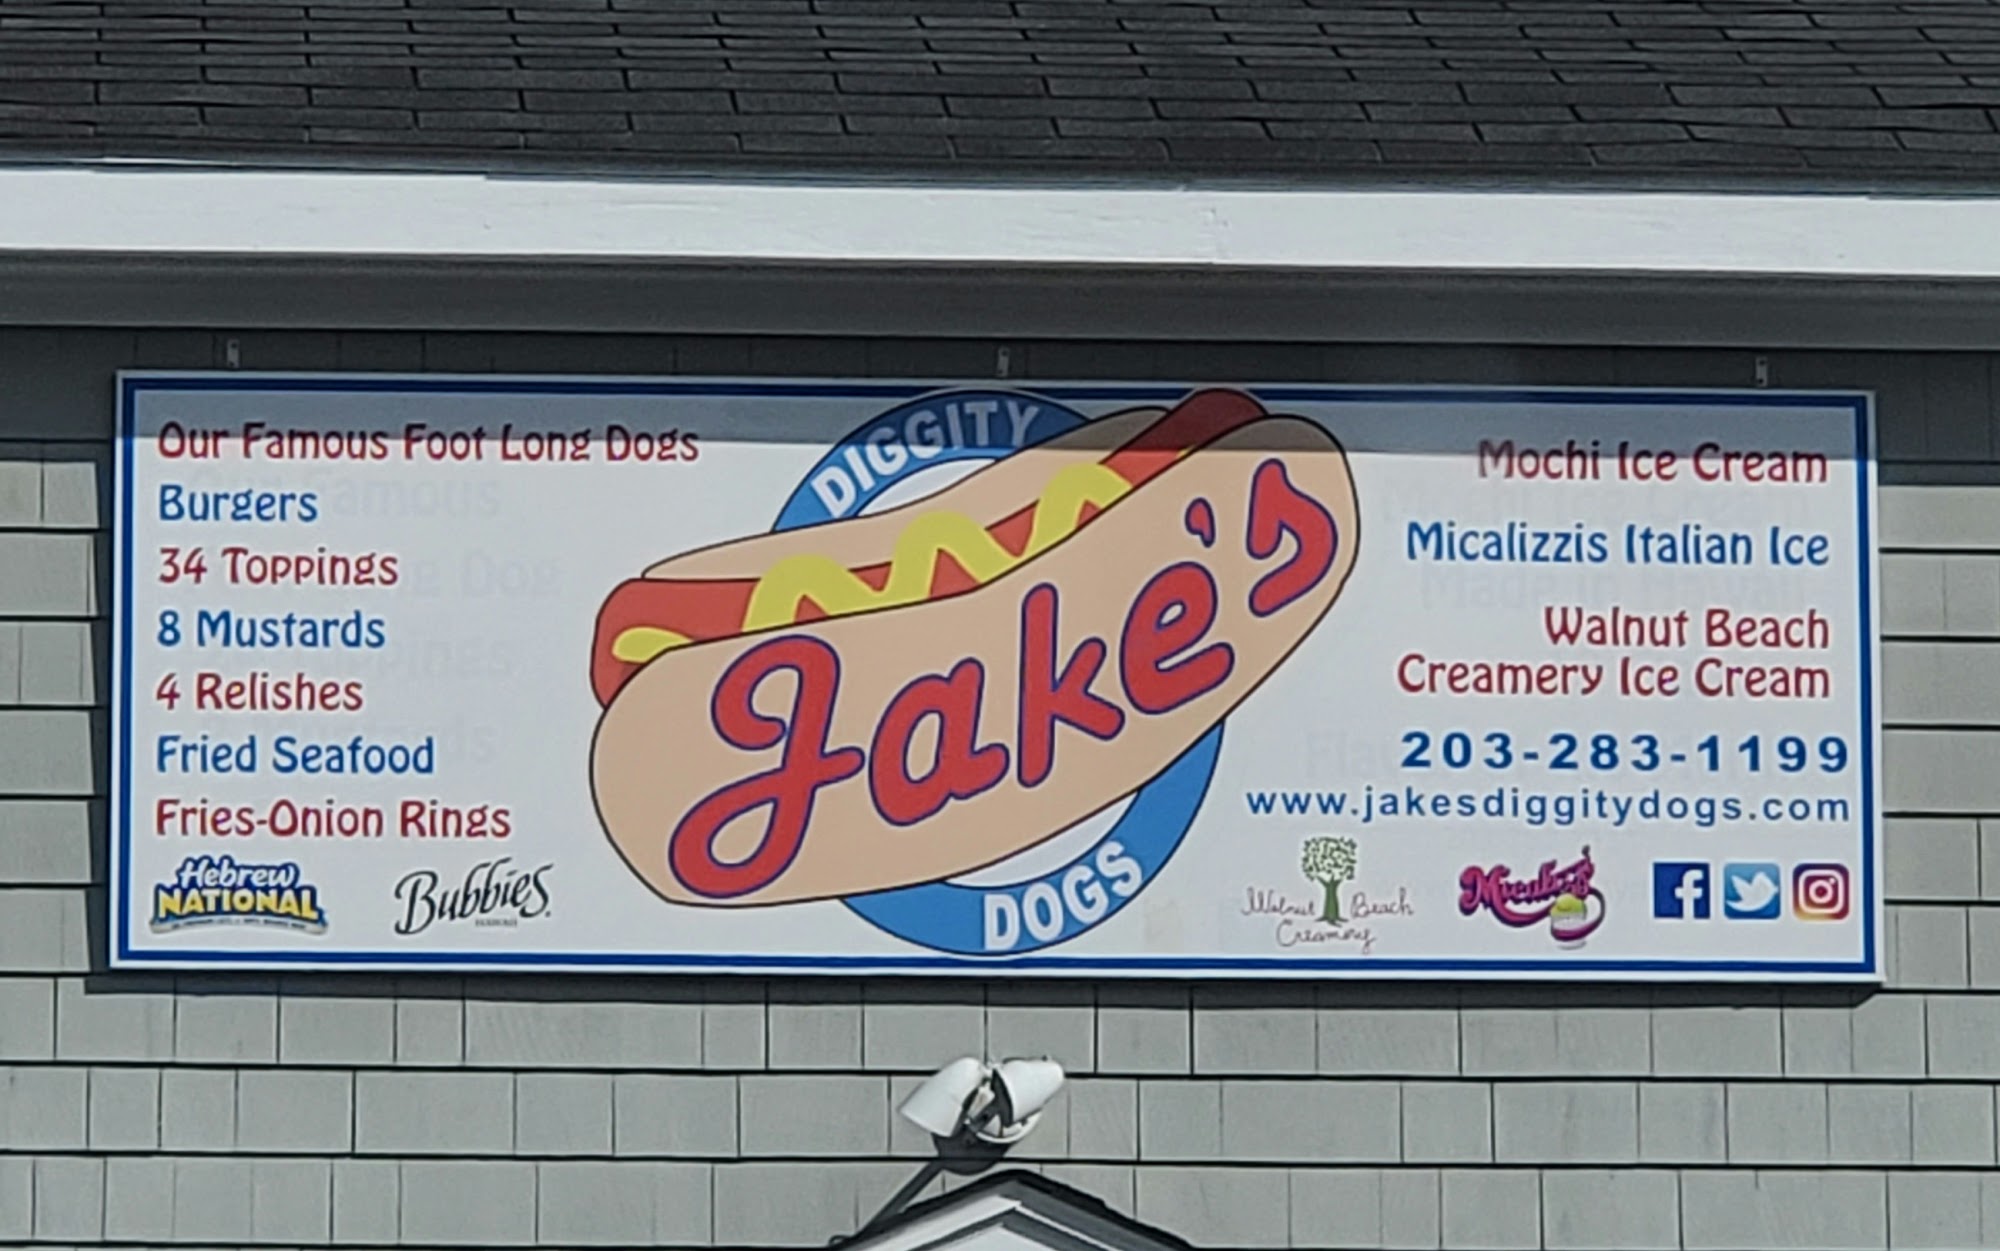 Our Famous Foot Long Dogs
Burgers
34 Toppings
8 Mustards
4 Relishes
Fried Seafood
Fries-Onion Rings
Hebrew
NATIONAL
Bubbies
DIGGITY
Jake's
DOGS
Mochi Ice Cream
Micalizzis Italian Ice
Walnut Beach
Creamery Ice Cream
203-283-1199
www.jakesdiggitydogs.com
Walnut Beach
Creamery